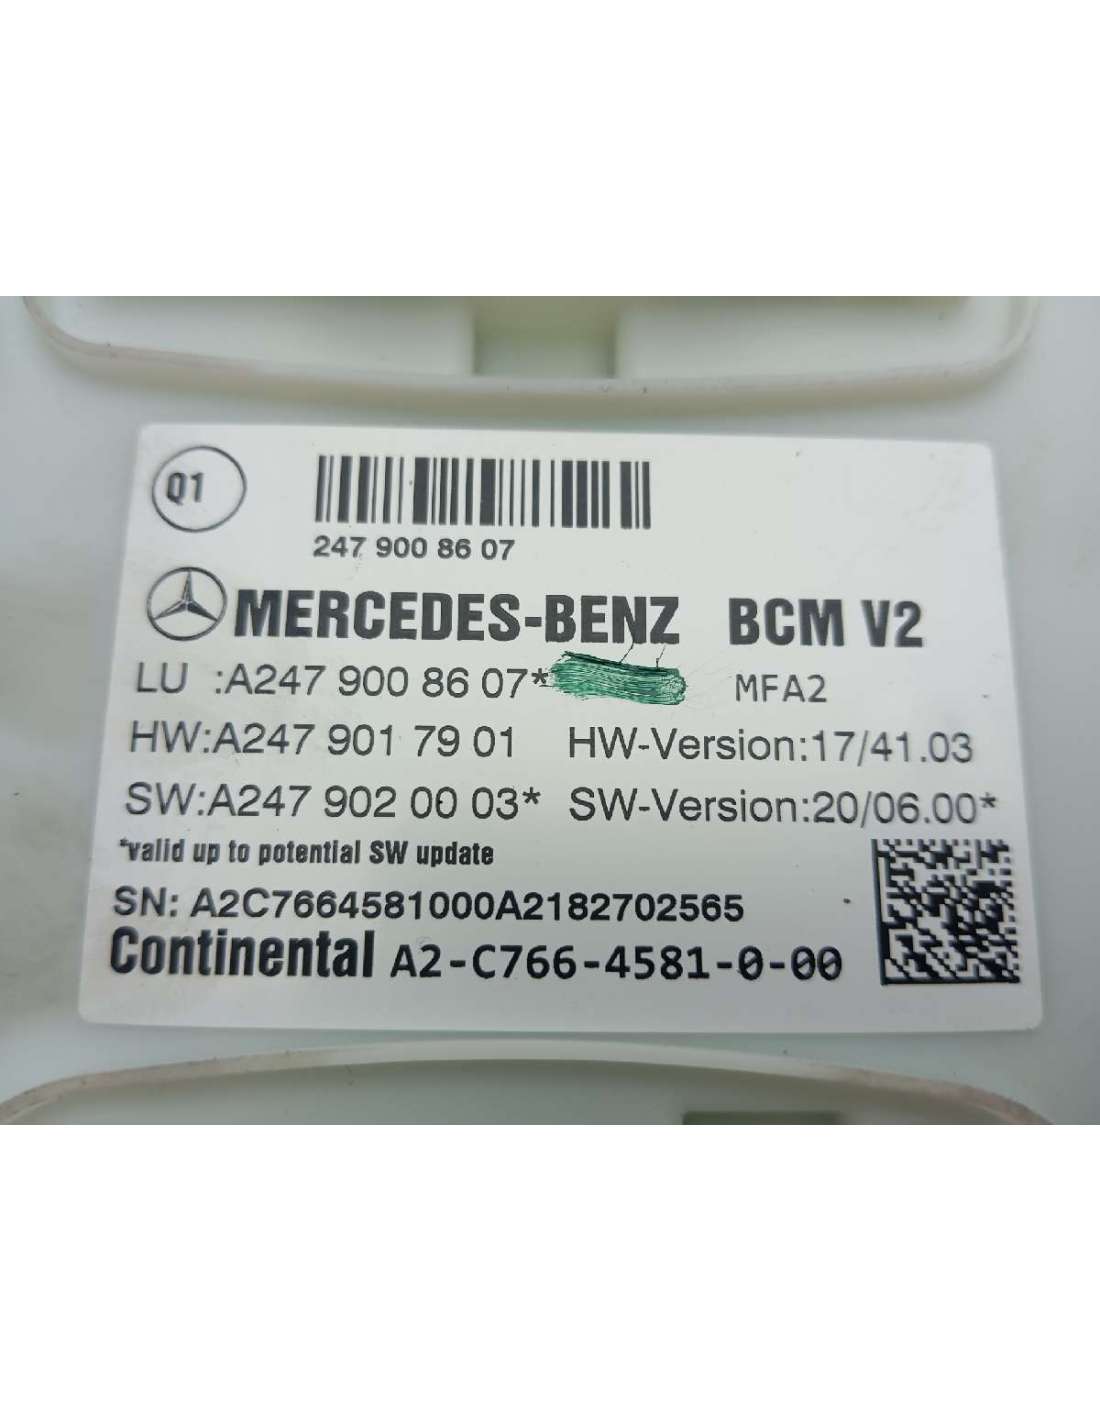 Q1
247 900 86 07
MERCEDES-BENZ BCM V2
LU :A247 900 86 07* MFA2
HW:A247 901 79 01 HW-Version:17/41.03
SW:A247 902 00 03* SW-Version:20/06.00*
*valid up to potential SW update
SN: A2C7664581000A2182702565
Continental A2-C766-4581-0-00